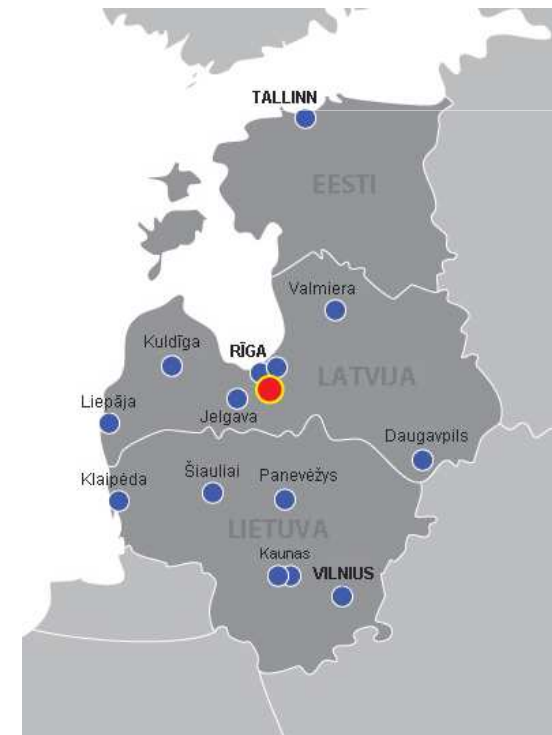 TALLINN
EESTI
Valmiera
Kuldīga
RĪGA
LATVIJA
Liepāja
Jelgava
Daugavpils
Klaipėda
Šiauliai
Panevėžys
LIETUVA
Kaunas
VILNIUS